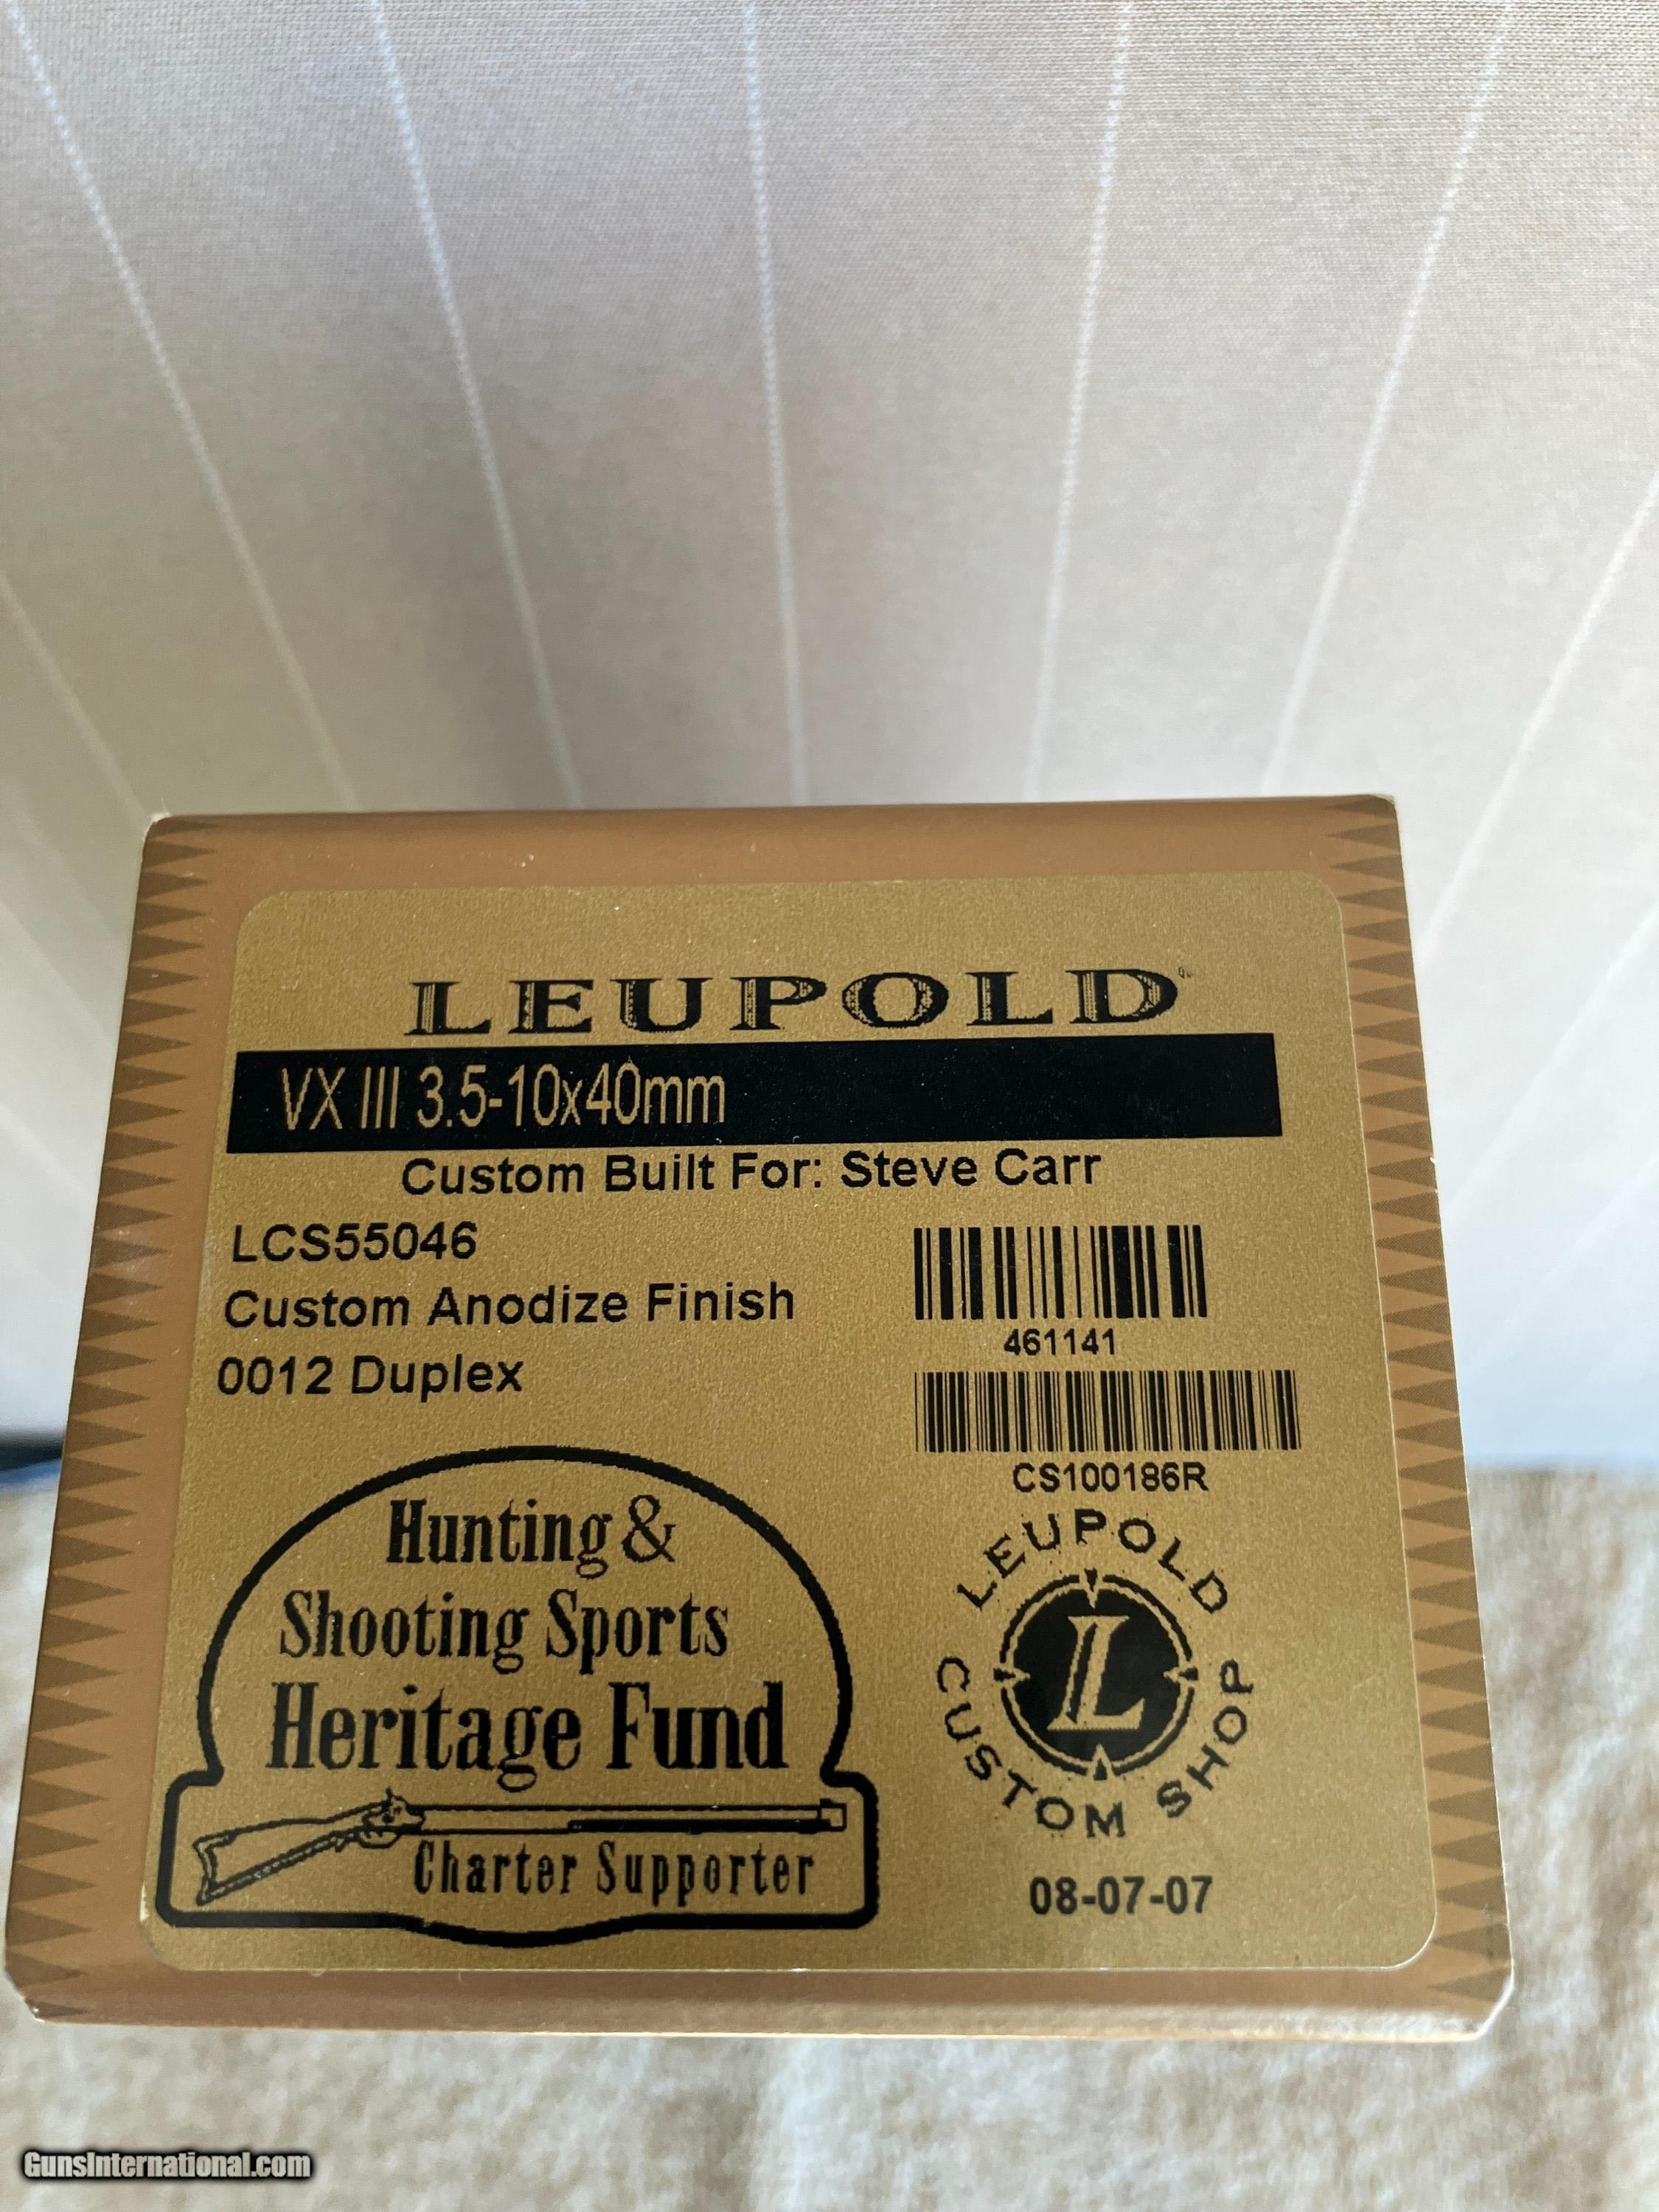 LEUPOLD
VX III 3.5-10x40mm
Custom Built For: Steve Carr
LCS55046
Custom Anodize Finish
0012 Duplex
461141
CS100186R
Hunting &
Shooting Sports
Heritage Fund
Charter Supporter
LEUPOLD
L
CUSTOM SHOP
08-07-07
GunsInternational.com